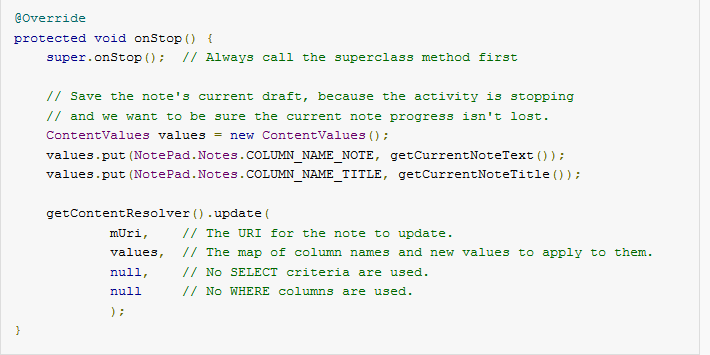 @Override
protected void onStop() {
    super.onStop();  // Always call the superclass method first

    // Save the note's current draft, because the activity is stopping
    // and we want to be sure the current note progress isn't lost.
    ContentValues values = new ContentValues();
    values.put(NotePad.Notes.COLUMN_NAME_NOTE, getCurrentNoteText());
    values.put(NotePad.Notes.COLUMN_NAME_TITLE, getCurrentNoteTitle());

    getContentResolver().update(
            mUri,    // The URI for the note to update.
            values,  // The map of column names and new values to apply to them.
            null,    // No SELECT criteria are used.
            null     // No WHERE columns are used.
            );
}